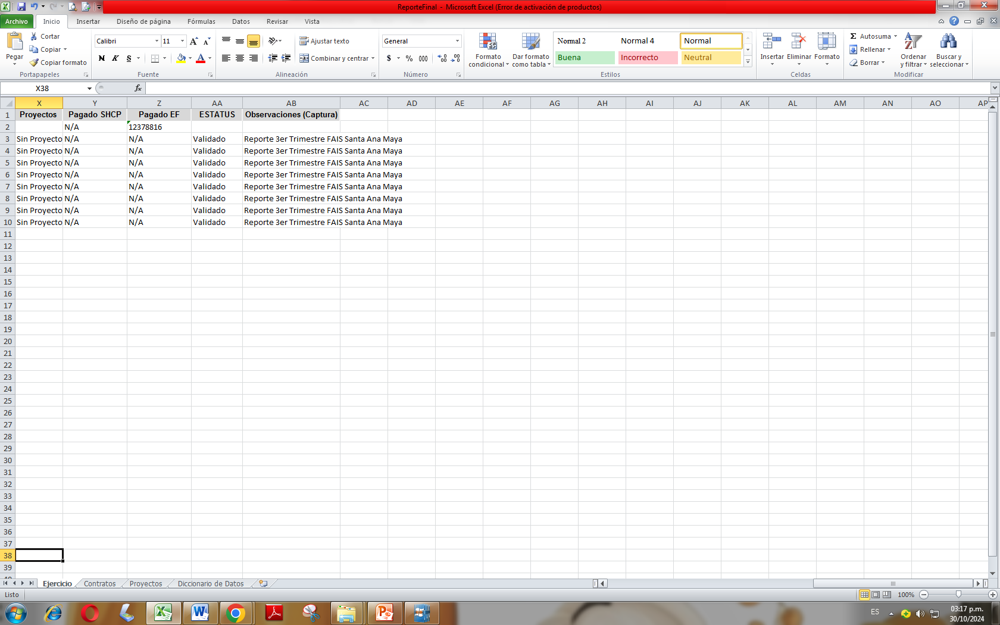 ReporteFinal - Microsoft Excel (Error de activación de productos)
Archivo Inicio Insertar Diseño de página Fórmulas Datos Revisar Vista
Pegar
Cortar
Copiar
Copiar formato
Portapapeles
Calibri 11
N K S
Fuente
Ajustar texto
Combinar y centrar
Alineación
General
$ % 000
Número
Formato condicional
Dar formato como tabla
Normal 2 Normal 4 Normal
Buena Incorrecto Neutral
Estilos
Insertar Eliminar Formato
Celdas
Σ Autosuma
Rellenar
Borrar
Ordenar y filtrar
Buscar y seleccionar
Modificar
X38 fx
X Y Z AA AB AC AD AE AF AG AH AI AJ AK AL AM AN AO AP
1 Proyectos Pagado SHCP Pagado EF ESTATUS Observaciones (Captura)
2 N/A 12378816
3 Sin Proyecto N/A N/A Validado Reporte 3er Trimestre FAIS Santa Ana Maya
4 Sin Proyecto N/A N/A Validado Reporte 3er Trimestre FAIS Santa Ana Maya
5 Sin Proyecto N/A N/A Validado Reporte 3er Trimestre FAIS Santa Ana Maya
6 Sin Proyecto N/A N/A Validado Reporte 3er Trimestre FAIS Santa Ana Maya
7 Sin Proyecto N/A N/A Validado Reporte 3er Trimestre FAIS Santa Ana Maya
8 Sin Proyecto N/A N/A Validado Reporte 3er Trimestre FAIS Santa Ana Maya
9 Sin Proyecto N/A N/A Validado Reporte 3er Trimestre FAIS Santa Ana Maya
10 Sin Proyecto N/A N/A Validado Reporte 3er Trimestre FAIS Santa Ana Maya
11
12
13
14
15
16
17
18
19
20
21
22
23
24
25
26
27
28
29
30
31
32
33
34
35
36
37
38
39
Ejercicio Contratos Proyectos Diccionario de Datos
Listo 100%
ES 03:17 p.m.
30/10/2024